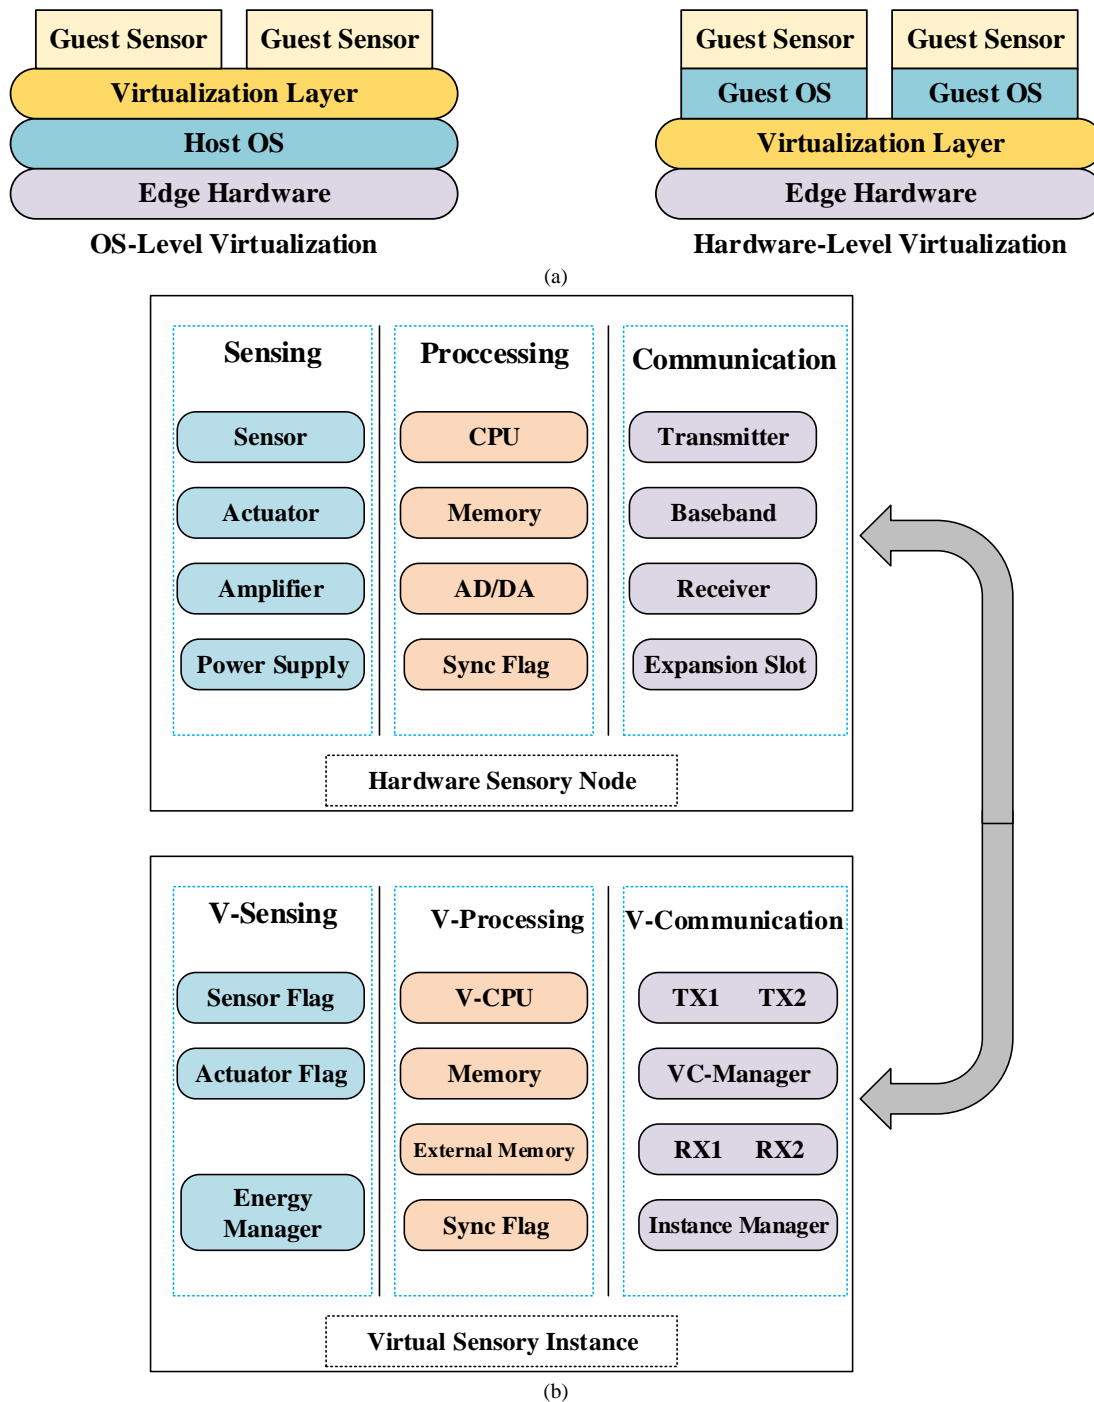 Guest Sensor Guest Sensor
Virtualization Layer
Host OS
Edge Hardware
OS-Level Virtualization
Guest Sensor Guest Sensor
Guest OS Guest OS
Virtualization Layer
Edge Hardware
Hardware-Level Virtualization
(a)
Sensing
Sensor
Actuator
Amplifier
Power Supply
Proccessing
CPU
Memory
AD/DA
Sync Flag
Communication
Transmitter
Baseband
Receiver
Expansion Slot
Hardware Sensory Node
V-Sensing
Sensor Flag
Actuator Flag
Energy
Manager
V-Processing
V-CPU
Memory
External Memory
Sync Flag
V-Communication
TX1 TX2
VC-Manager
RX1 RX2
Instance Manager
Virtual Sensory Instance
(b)